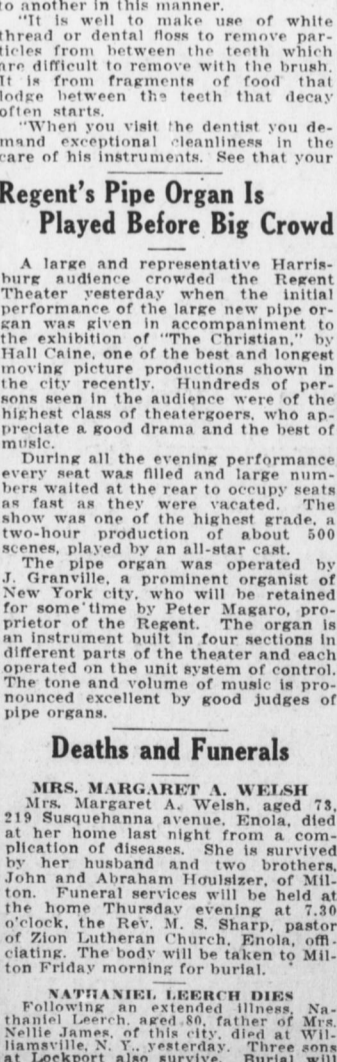 to another in this manner.
"It is well to make use of white
thread or dental floss to remove par-
ticles from between the teeth which
are difficult to remove with the brush.
It is from fragments of food that
lodge between the teeth that decay
often starts.
"When you visit the dentist you de-
mand exceptional cleanliness in the
care of his instruments. See that your
Regent's Pipe Organ Is
Played Before Big Crowd
A large and representative Harris-
burg audience crowded the Regent
Theater yesterday when the initial
performance of the large new pipe or-
gan was given in accompaniment to
the exhibition of "The Christian," by
Hall Caine, one of the best and longest
moving picture productions shown in
the city recently. Hundreds of per-
sons seen in the audience were of the
highest class of theatergoers, who ap-
preciate a good drama and the best of
music.
During all the evening performance
every seat was filled and large num-
bers waited at the rear to occupy seats
as fast as they were vacated. The
show was one of the highest grade, a
two-hour production of about 500
scenes, played by an all-star cast.
The pipe organ was operated by
J. Granville, a prominent organist of
New York city, who will be retained
for some time by Peter Magaro, pro-
prietor of the Regent. The organ is
an instrument built in four sections in
different parts of the theater and each
operated on the unit system of control.
The tone and volume of music is pro-
nounced excellent by good judges of
pipe organs.
Deaths and Funerals
MRS. MARGARET A. WELSH
Mrs. Margaret A. Welsh, aged 73,
219 Susquehanna avenue, Enola, died
at her home last night from a com-
plication of diseases. She is survived
by her husband and two brothers,
John and Abraham Houlsizer, of Mil-
ton. Funeral services will be held at
the home Thursday evening at 7.30
o'clock, the Rev. M. S. Sharp, pastor
of Zion Lutheran Church, Enola, offi-
ciating. The body will be taken to Mil-
ton Friday morning for burial.
NATHANIEL LEERCH DIES
Following an extended illness, Na-
thaniel Leerch, aged 80, father of Mrs.
Nellie James, of this city, died at Wil-
liamsville, N. Y., yesterday. Three sons
at Lockport also survive. Burial will